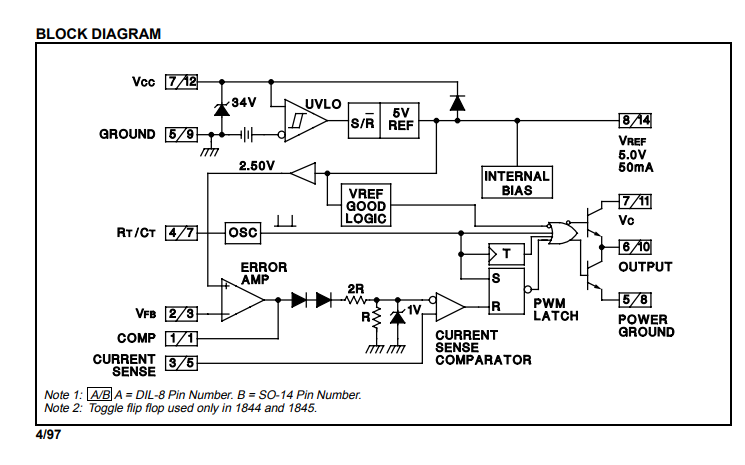 BLOCK DIAGRAM
VCC 7/12
34V
UVLO
S/R̅
5V
REF
8/14
VREF
5.0V
50mA
GROUND 5/9
2.50V
INTERNAL
BIAS
VREF
GOOD
LOGIC
7/11
VC
RT/CT 4/7
OSC
T
6/10
OUTPUT
ERROR
AMP
S
R
PWM
LATCH
2R
R
1V
5/8
POWER
GROUND
+
−
VFB 2/3
COMP 1/1
CURRENT
SENSE
3/5
CURRENT
SENSE
COMPARATOR
Note 1: A/B A = DIL-8 Pin Number. B = SO-14 Pin Number.
Note 2: Toggle flip flop used only in 1844 and 1845.
4/97